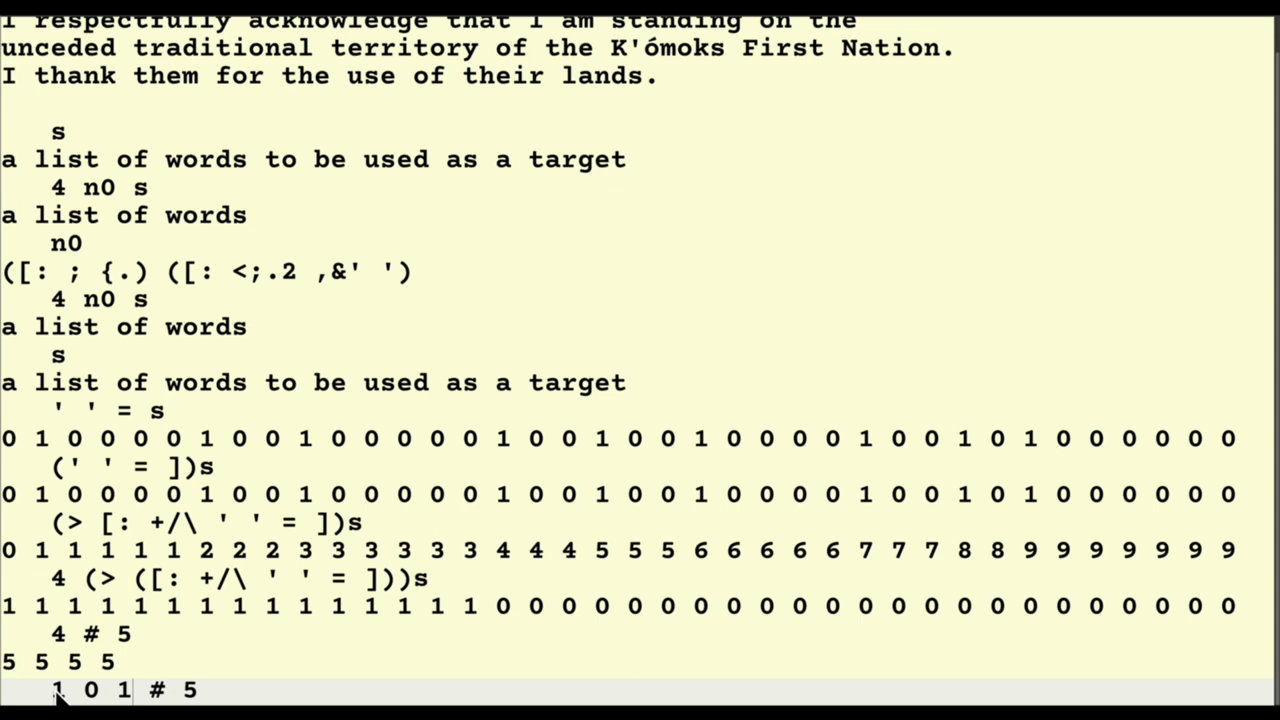 I respectfully acknowledge that I am standing on the
unceded traditional territory of the K'ómoks First Nation.
I thank them for the use of their lands.
s
a list of words to be used as a target
4 n0 s
a list of words
n0
([: ; {.) ([: <;.2 ,&' ')
4 n0 s
a list of words
s
a list of words to be used as a target
' ' = s
0 1 0 0 0 0 1 0 0 1 0 0 0 0 0 1 0 0 1 0 0 1 0 0 0 0 1 0 0 1 0 1 0 0 0 0 0 0
(' ' = ])s
0 1 0 0 0 0 1 0 0 1 0 0 0 0 0 1 0 0 1 0 0 1 0 0 0 0 1 0 0 1 0 1 0 0 0 0 0 0
(> [: +/\ ' ' = ])s
0 1 1 1 1 1 2 2 2 3 3 3 3 3 3 4 4 4 5 5 5 6 6 6 6 6 7 7 7 8 8 9 9 9 9 9 9 9
4 (> ([: +/\ ' ' = ]))s
1 1 1 1 1 1 1 1 1 1 1 1 1 1 1 0 0 0 0 0 0 0 0 0 0 0 0 0 0 0 0 0 0 0 0 0 0 0
4 # 5
5 5 5 5
1 0 1 # 5